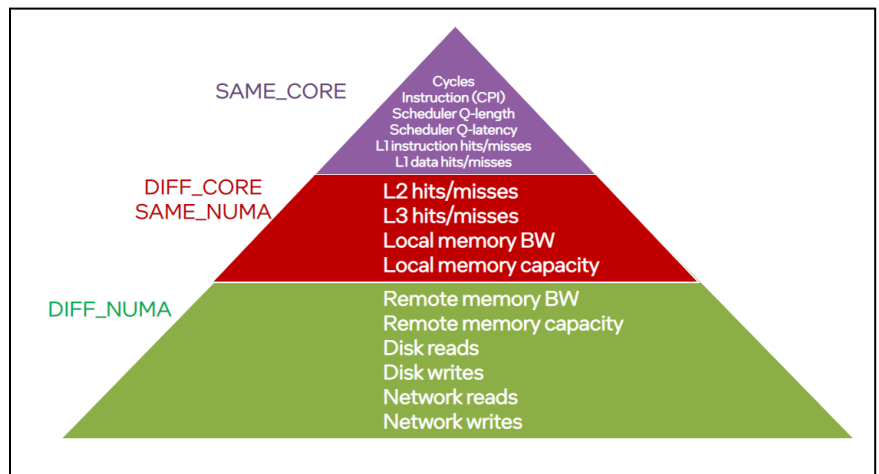 SAME_CORE
Cycles
Instruction (CPI)
Scheduler Q-length
Scheduler Q-latency
L1 instruction hits/misses
L1 data hits/misses
DIFF_CORE
SAME_NUMA
L2 hits/misses
L3 hits/misses
Local memory BW
Local memory capacity
DIFF_NUMA
Remote memory BW
Remote memory capacity
Disk reads
Disk writes
Network reads
Network writes